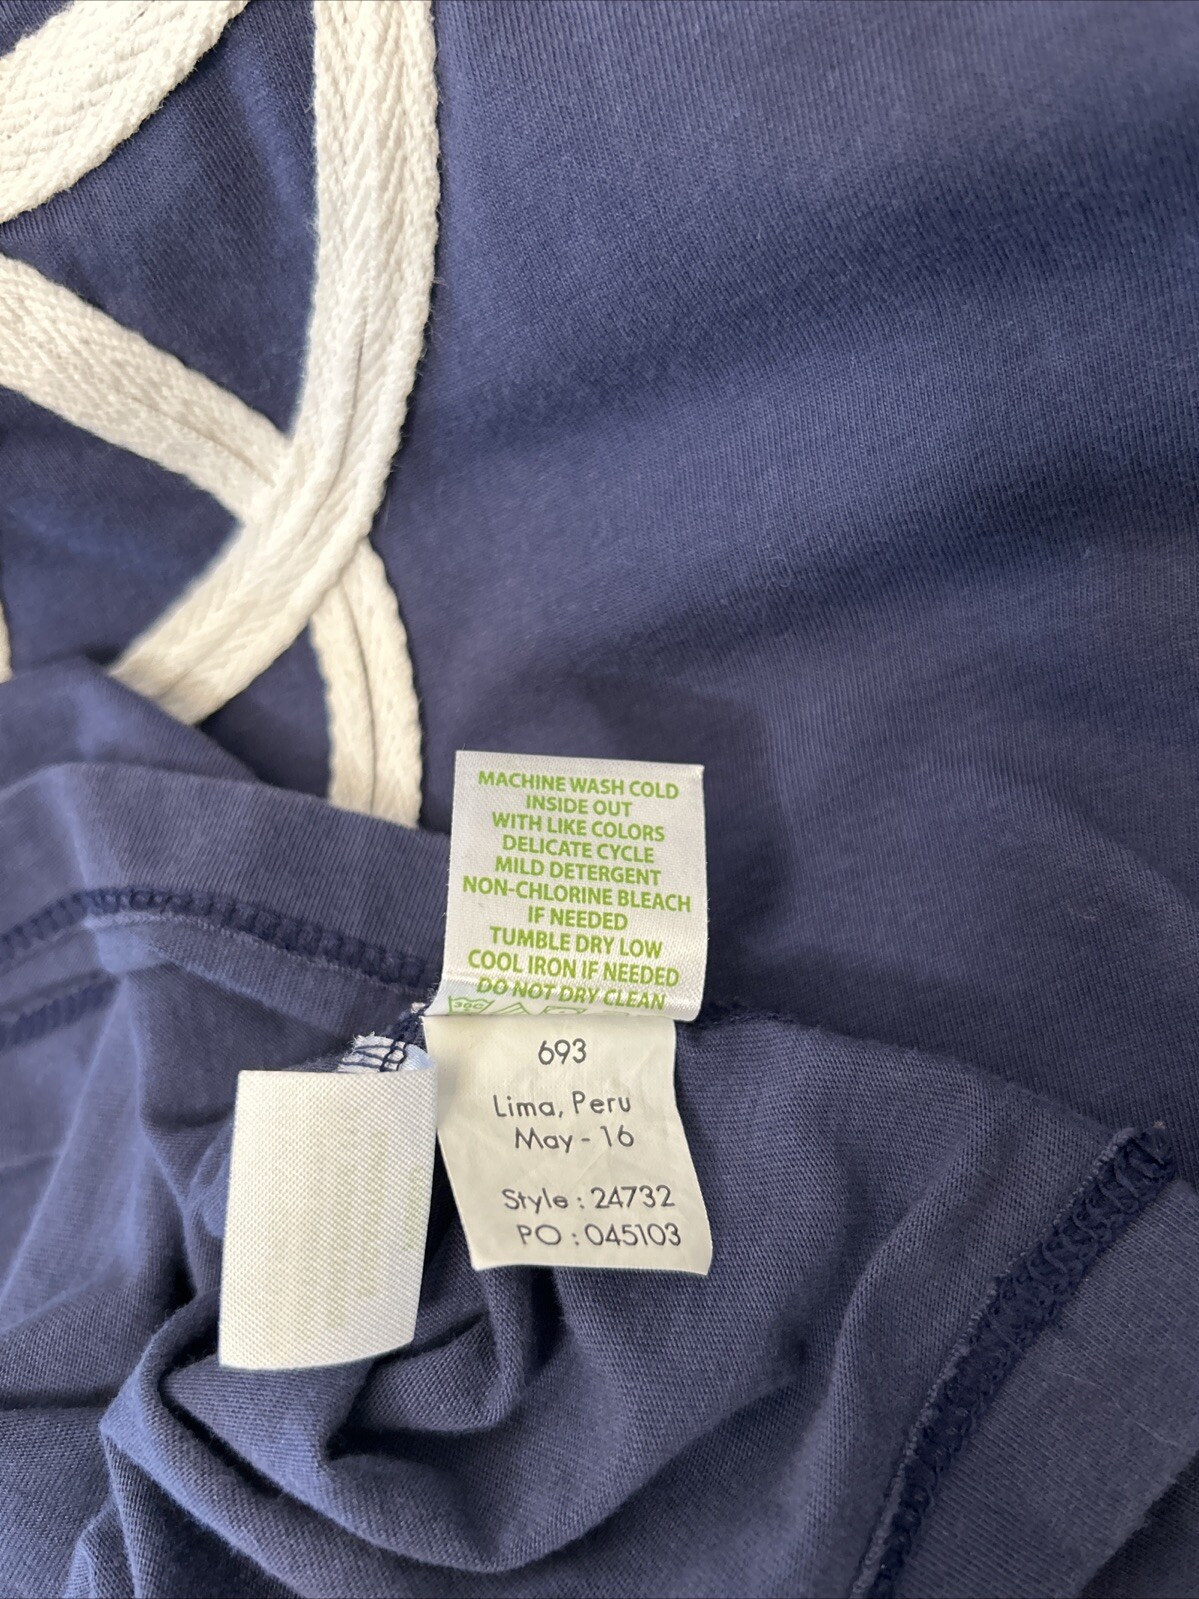 MACHINE WASH COLD
INSIDE OUT
WITH LIKE COLORS
DELICATE CYCLE
MILD DETERGENT
NON-CHLORINE BLEACH
IF NEEDED
TUMBLE DRY LOW
COOL IRON IF NEEDED
DO NOT DRY CLEAN
30C
693
Lima, Peru
May - 16
Style : 24732
PO : 045103